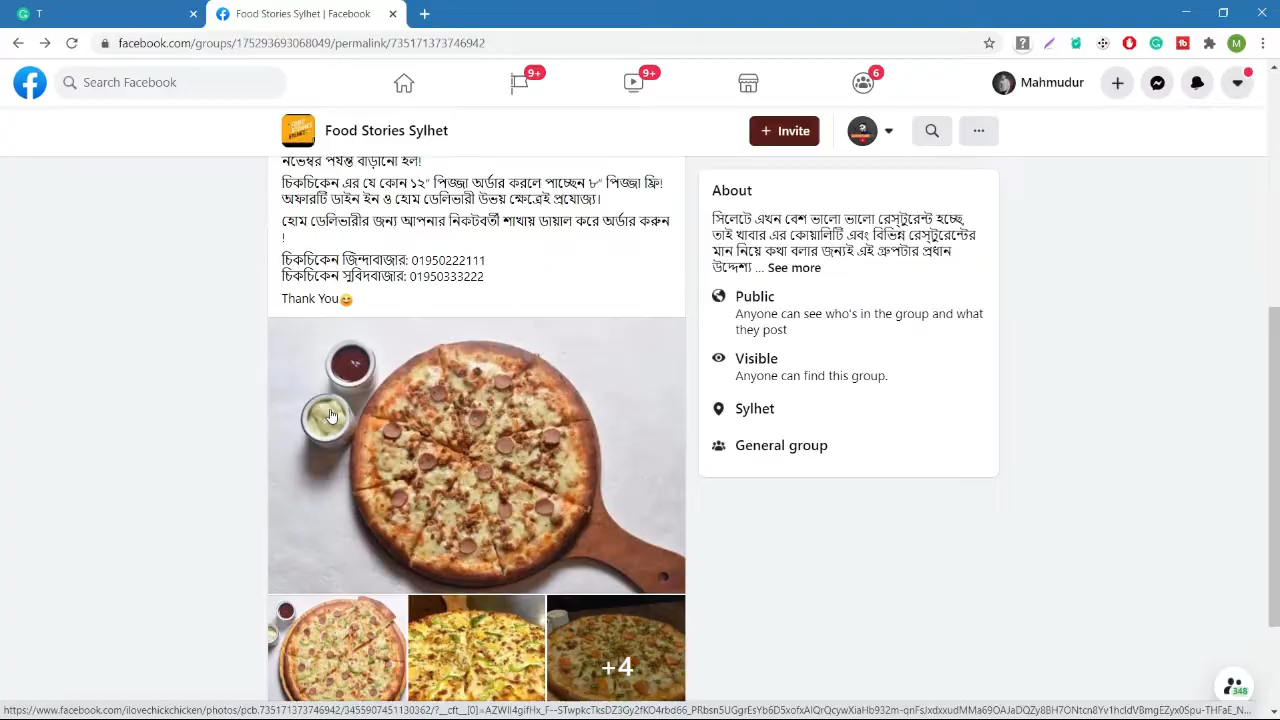 T
Food Stories Sylhet | Facebook
facebook.com/groups/175293693068049/permalink/735171373746942
M
Search Facebook
9+
9+
6
Mahmudur
Food Stories Sylhet
+ Invite
নভেম্বর পর্যন্ত বাড়ানো হল!
চিকচিকেন এর যে কোন ১২" পিজ্জা অর্ডার করলে পাচ্ছেন ৮" পিজ্জা ফ্রি!
অফারটি ডাইন ইন ও হোম ডেলিভারী উভয় ক্ষেত্রেই প্রযোজ্য।
হোম ডেলিভারীর জন্য আপনার নিকটবর্তী শাখায় ডায়াল করে অর্ডার করুন
!
চিকচিকেন জিন্দাবাজার: 01950222111
চিকচিকেন সুবিদবাজার: 01950333222
Thank You😊
+4
About
সিলেটে এখন বেশ ভালো ভালো রেস্টুরেন্ট হচ্ছে,
তাই খাবার এর কোয়ালিটি এবং বিভিন্ন রেস্টুরেন্টের
মান নিয়ে কথা বলার জন্যই এই গ্রুপটার প্রধান
উদ্দেশ্য ... See more
Public
Anyone can see who's in the group and what
they post
Visible
Anyone can find this group.
Sylhet
General group
348